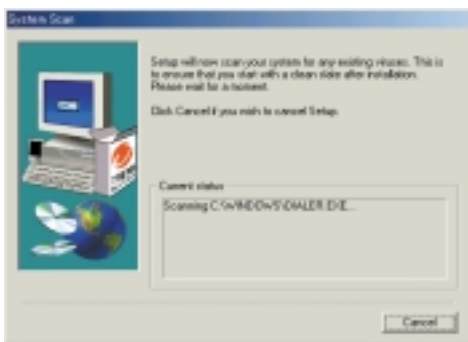 System Scan
Setup will now scan your system for any existing viruses. This is
to ensure that you start with a clean slate after installation.
Please wait for a moment.
Click Cancel if you wish to cancel Setup.
Current status
Scanning C:\WINDOWS\DIALER.EXE...
Cancel